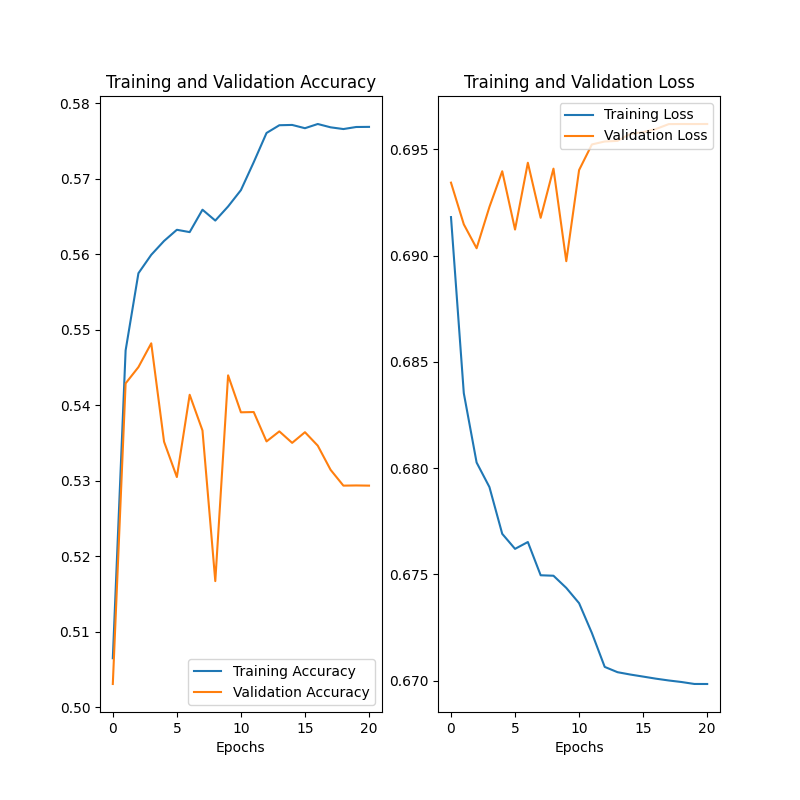 Training and Validation Accuracy
0.58
0.57
0.56
0.55
0.54
0.53
0.52
0.51
0.50
Training Accuracy
Validation Accuracy
0 5 10 15 20
Epochs
Training and Validation Loss
Training Loss
Validation Loss
0.695
0.690
0.685
0.680
0.675
0.670
0 5 10 15 20
Epochs